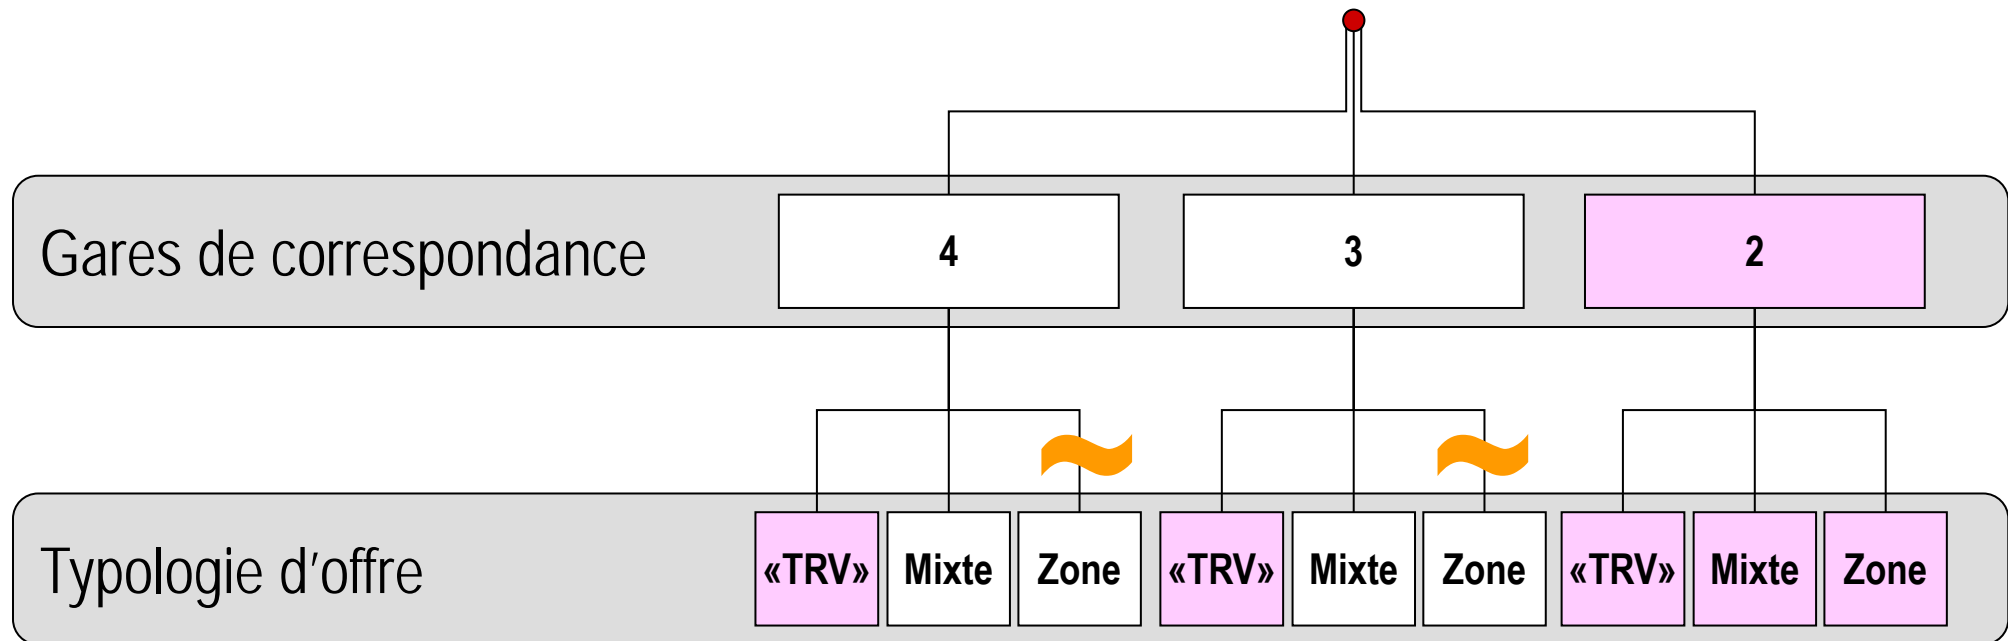 Gares de correspondance 4 3 2
Typologie d’offre «TRV» Mixte Zone «TRV» Mixte Zone «TRV» Mixte Zone